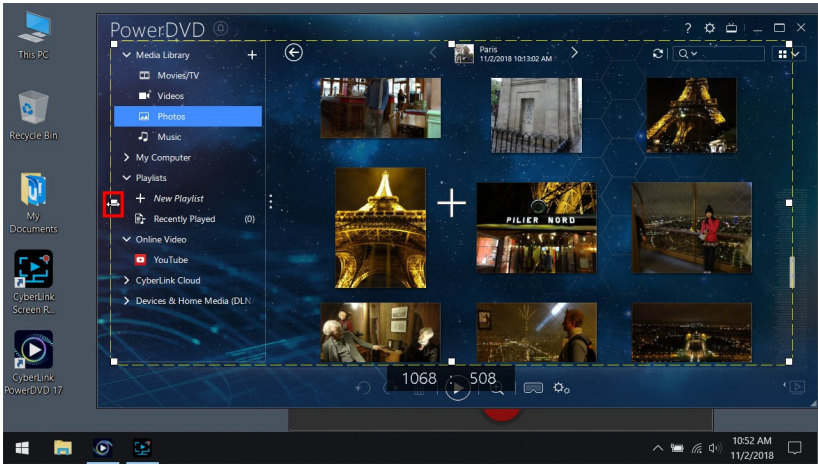 This PC
Recycle Bin
My
Documents
CyberLink
Screen R...
CyberLink
PowerDVD 17
PowerDVD
?
Media Library +
Movies/TV
Videos
Photos
Music
My Computer
Playlists
+ New Playlist
Recently Played (0)
Online Video
YouTube
CyberLink Cloud
Devices & Home Media (DLN
Paris
11/2/2018 10:13:02 AM
PILIER NORD
1068 : 508
10:52 AM
11/2/2018